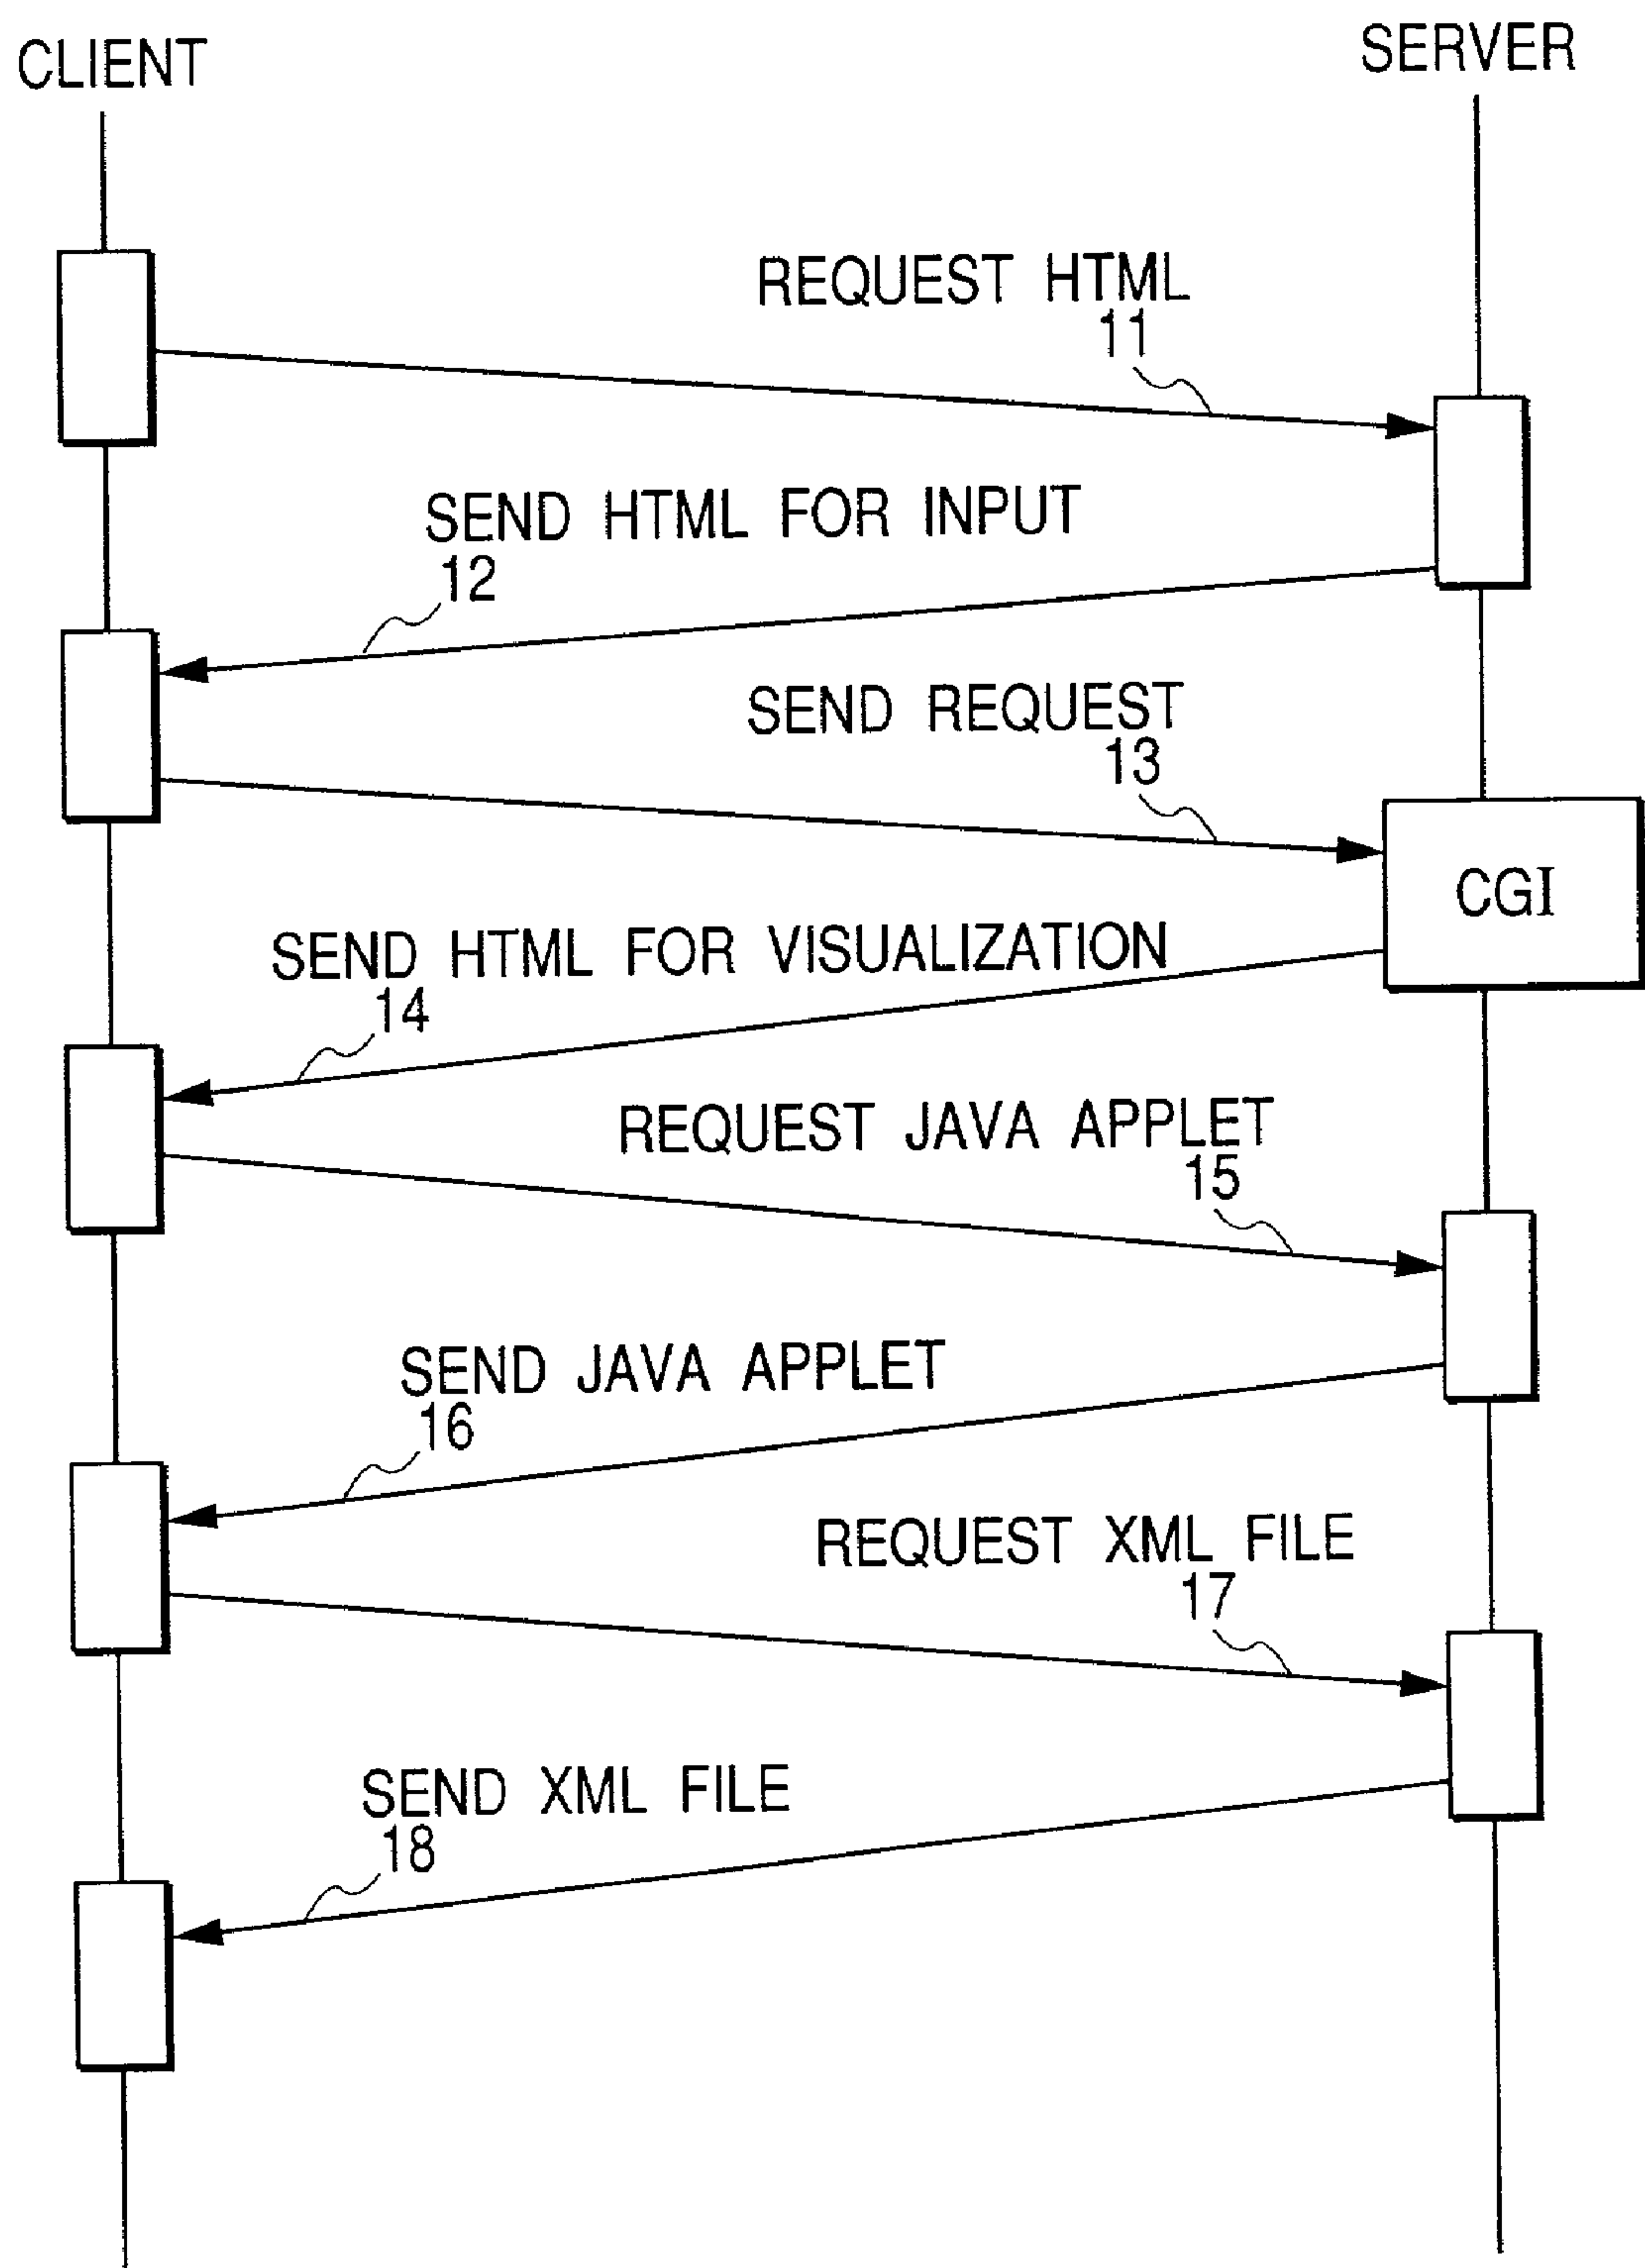 CLIENT
SERVER
REQUEST HTML
11
SEND HTML FOR INPUT
12
SEND REQUEST
13
CGI
SEND HTML FOR VISUALIZATION
14
REQUEST JAVA APPLET
15
SEND JAVA APPLET
16
REQUEST XML FILE
17
SEND XML FILE
18